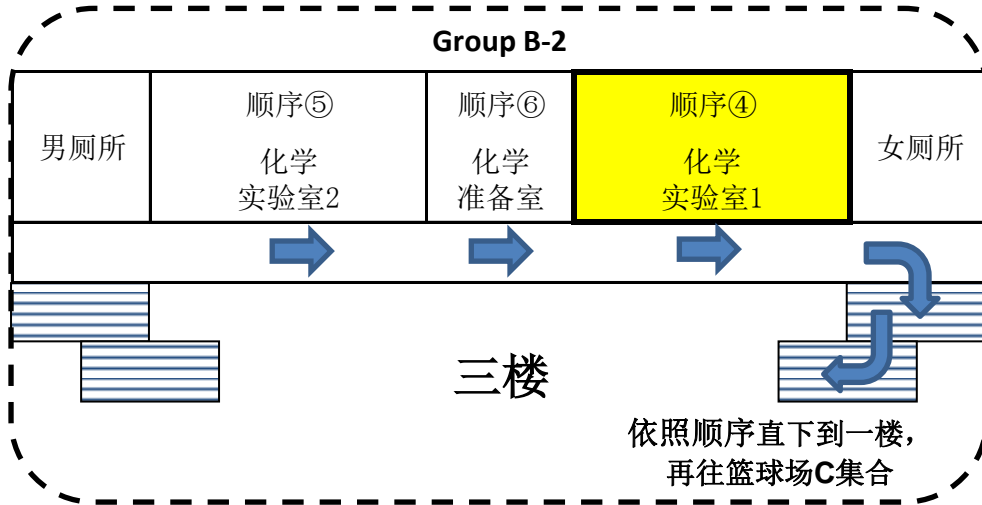 Group B-2
男厕所
顺序⑤
化学
实验室2
顺序⑥
化学
准备室
顺序④
化学
实验室1
女厕所
三楼
依照顺序直下到一楼，
再往篮球场C集合